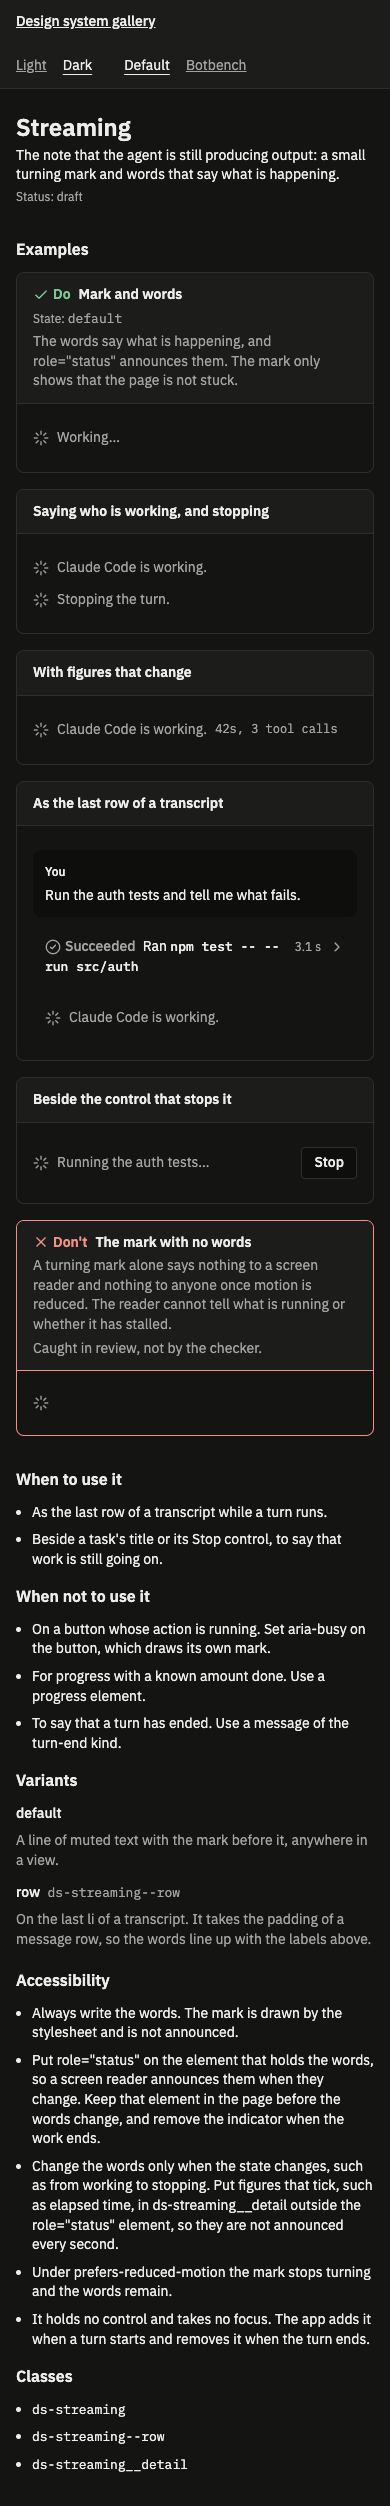 Design system gallery
Light Dark Default Botbench
Streaming
The note that the agent is still producing output: a small
turning mark and words that say what is happening.
Status: draft
Examples
Do Mark and words
State: default
The words say what is happening, and
role="status" announces them. The mark only
shows that the page is not stuck.
Working...
Saying who is working, and stopping
Claude Code is working.
Stopping the turn.
With figures that change
Claude Code is working. 42s, 3 tool calls
As the last row of a transcript
You
Run the auth tests and tell me what fails.
Succeeded Ran npm test -- -- 3.1 s
run src/auth
Claude Code is working.
Beside the control that stops it
Running the auth tests... Stop
Don't The mark with no words
A turning mark alone says nothing to a screen
reader and nothing to anyone once motion is
reduced. The reader cannot tell what is running or
whether it has stalled.
Caught in review, not by the checker.
When to use it
• As the last row of a transcript while a turn runs.
• Beside a task's title or its Stop control, to say that
work is still going on.
When not to use it
• On a button whose action is running. Set aria-busy on
the button, which draws its own mark.
• For progress with a known amount done. Use a
progress element.
• To say that a turn has ended. Use a message of the
turn-end kind.
Variants
default
A line of muted text with the mark before it, anywhere in
a view.
row ds-streaming--row
On the last li of a transcript. It takes the padding of a
message row, so the words line up with the labels above.
Accessibility
• Always write the words. The mark is drawn by the
stylesheet and is not announced.
• Put role="status" on the element that holds the words,
so a screen reader announces them when they
change. Keep that element in the page before the
words change, and remove the indicator when the
work ends.
• Change the words only when the state changes, such
as from working to stopping. Put figures that tick, such
as elapsed time, in ds-streaming__detail outside the
role="status" element, so they are not announced
every second.
• Under prefers-reduced-motion the mark stops turning
and the words remain.
• It holds no control and takes no focus. The app adds it
when a turn starts and removes it when the turn ends.
Classes
• ds-streaming
• ds-streaming--row
• ds-streaming__detail